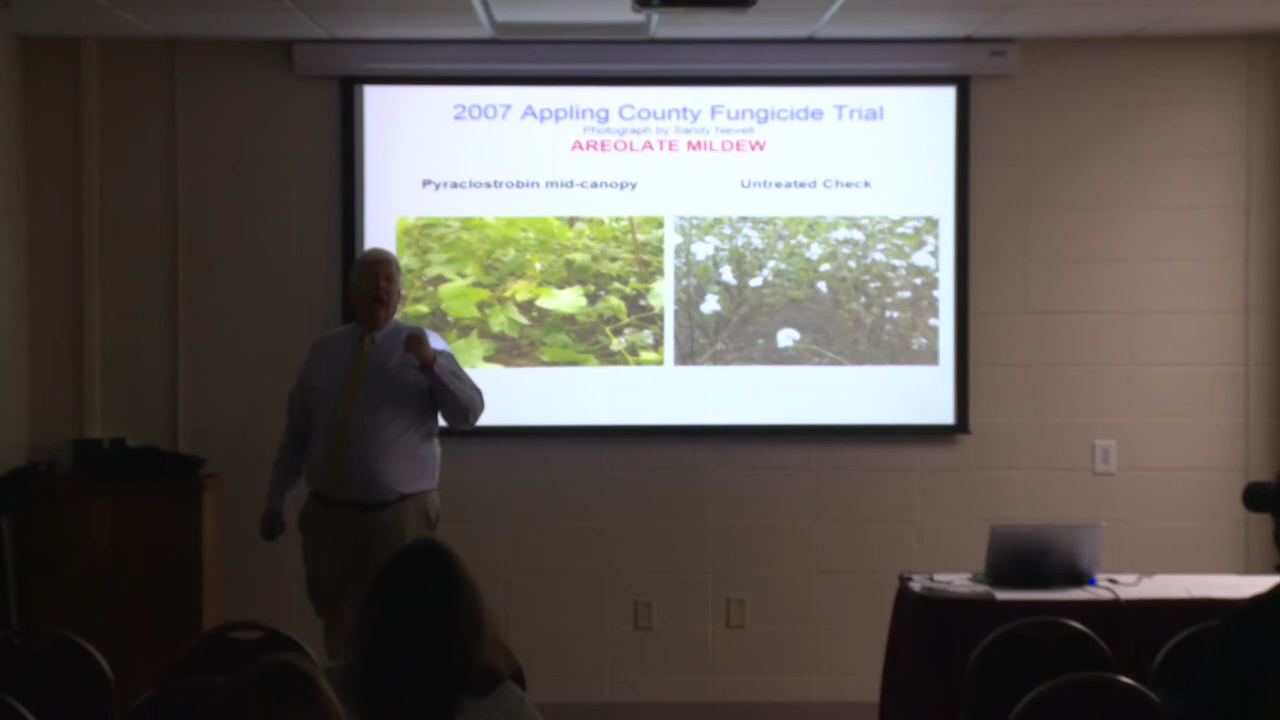 2007 Appling County Fungicide Trial
Photograph by Sandy Newell
AREOLATE MILDEW
Pyraclostrobin mid-canopy
Untreated Check